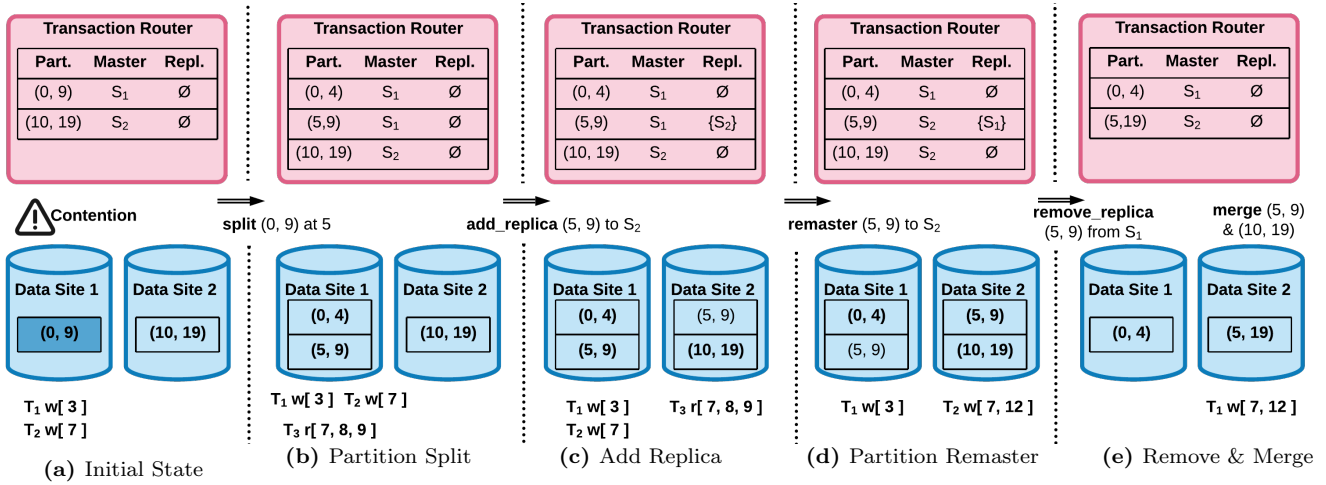 Transaction Router
Part. Master Repl.
(0, 9) S₁ Ø
(10, 19) S₂ Ø
Contention
Data Site 1
(0, 9)
Data Site 2
(10, 19)
T₁ w[ 3 ]
T₂ w[ 7 ]
(a) Initial State
split (0, 9) at 5
Transaction Router
Part. Master Repl.
(0, 4) S₁ Ø
(5,9) S₁ Ø
(10, 19) S₂ Ø
Data Site 1
(0, 4)
(5, 9)
Data Site 2
(10, 19)
T₁ w[ 3 ] T₂ w[ 7 ]
T₃ r[ 7, 8, 9 ]
(b) Partition Split
add_replica (5, 9) to S₂
Transaction Router
Part. Master Repl.
(0, 4) S₁ Ø
(5,9) S₁ {S₂}
(10, 19) S₂ Ø
Data Site 1
(0, 4)
(5, 9)
Data Site 2
(5, 9)
(10, 19)
T₁ w[ 3 ]
T₂ w[ 7 ]
T₃ r[ 7, 8, 9 ]
(c) Add Replica
remaster (5, 9) to S₂
Transaction Router
Part. Master Repl.
(0, 4) S₁ Ø
(5,9) S₂ {S₁}
(10, 19) S₂ Ø
Data Site 1
(0, 4)
(5, 9)
Data Site 2
(5, 9)
(10, 19)
T₁ w[ 3 ]
T₂ w[ 7, 12 ]
(d) Partition Remaster
remove_replica
(5, 9) from S₁
merge (5, 9)
& (10, 19)
Transaction Router
Part. Master Repl.
(0, 4) S₁ Ø
(5,19) S₂ Ø
Data Site 1
(0, 4)
Data Site 2
(5, 19)
T₁ w[ 7, 12 ]
(e) Remove & Merge